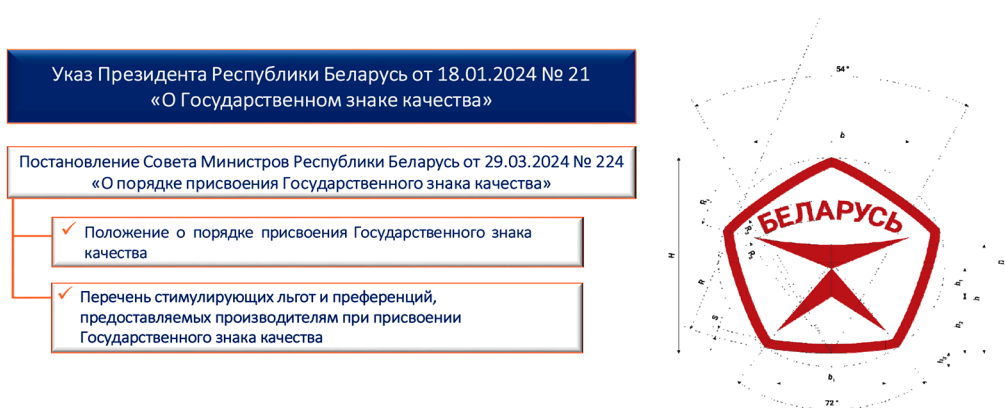 Указ Президента Республики Беларусь от 18.01.2024 № 21
«О Государственном знаке качества»
Постановление Совета Министров Республики Беларусь от 29.03.2024 № 224
«О порядке присвоения Государственного знака качества»
Положение о порядке присвоения Государственного знака
качества
Перечень стимулирующих льгот и преференций,
предоставляемых производителям при присвоении
Государственного знака качества
54°
b
БЕЛАРУСЬ
H
R
S
h
b₁
72°